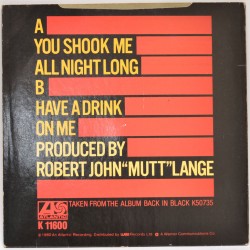 A
YOU SHOOK ME
ALL NIGHT LONG
B
HAVE A DRINK
ON ME
PRODUCED BY
ROBERT JOHN "MUTT" LANGE
TAKEN FROM THE ALBUM BACK IN BLACK K50735
ATLANTIC
K 11600